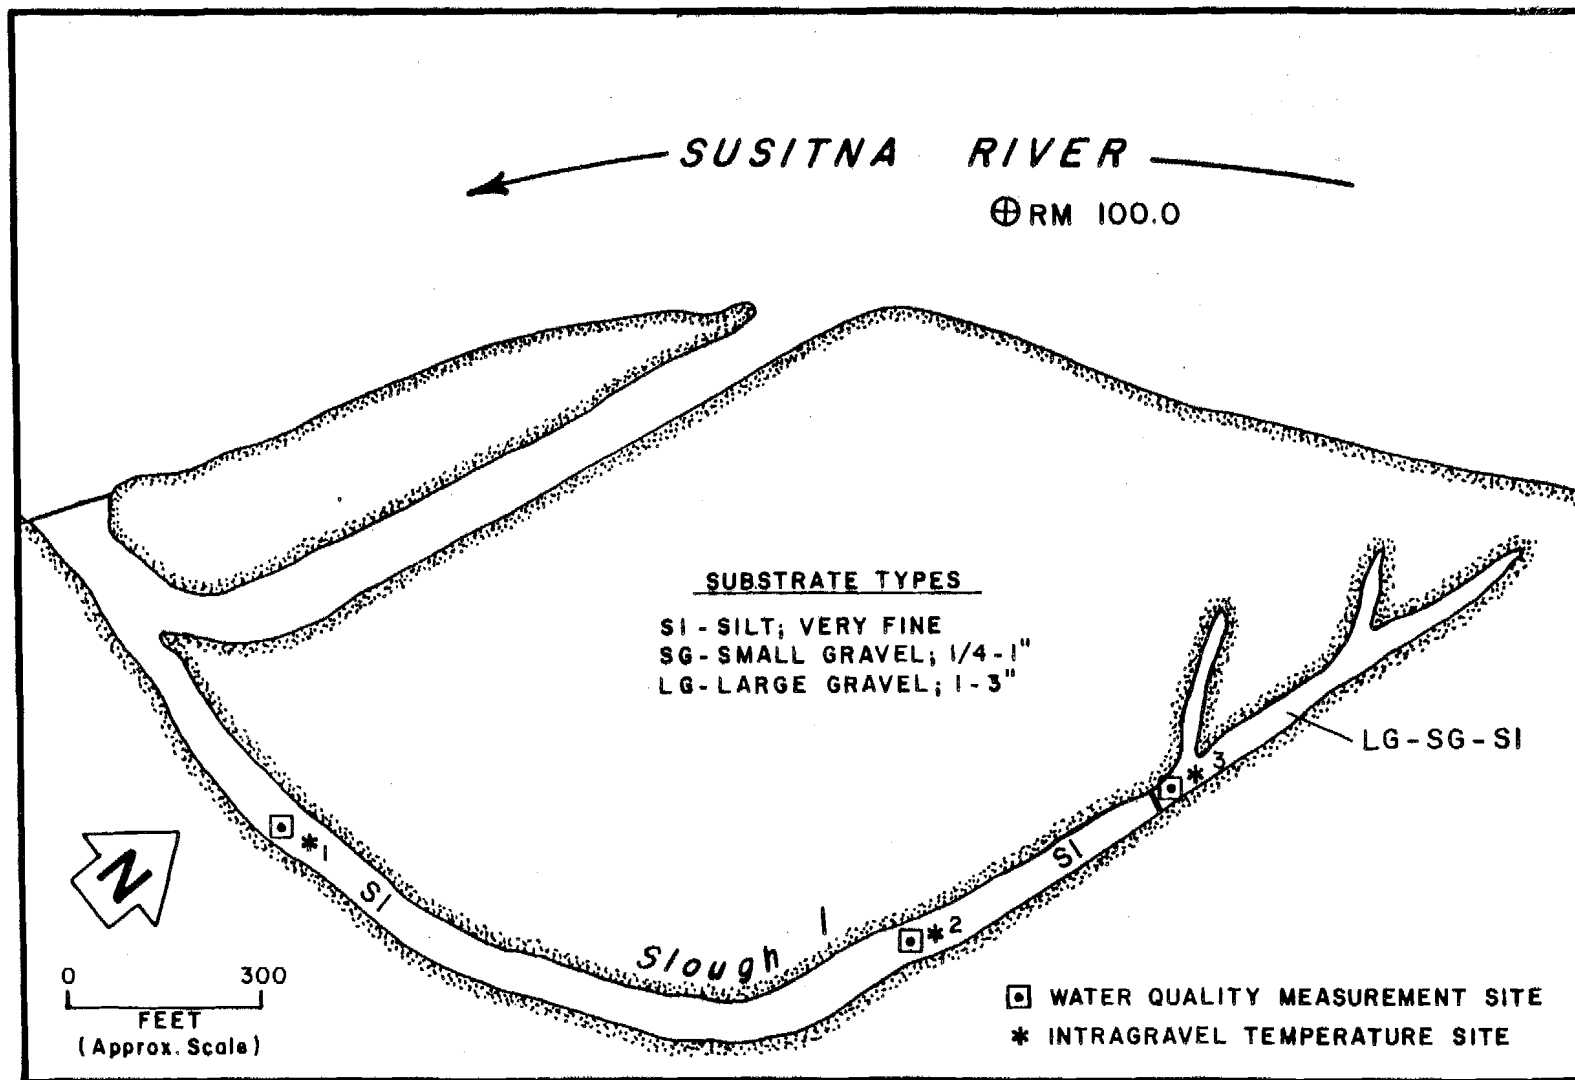 SUSITNA RIVER
RM 100.0
SUBSTRATE TYPES
SI - SILT; VERY FINE
SG - SMALL GRAVEL; 1/4 - 1"
LG - LARGE GRAVEL; 1 - 3"
LG - SG - SI
3
SI
1
SI
2
Slough 1
N
0 300
FEET
(Approx. Scale)
WATER QUALITY MEASUREMENT SITE
* INTRAGRAVEL TEMPERATURE SITE